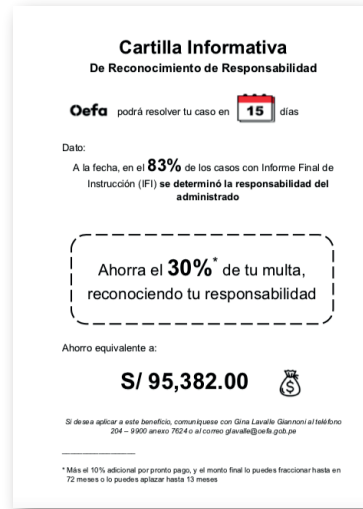 Cartilla Informativa
De Reconocimiento de Responsabilidad
Oefa podrá resolver tu caso en 15 días
Dato:
A la fecha, en el 83% de los casos con Informe Final de
Instrucción (IFI) se determinó la responsabilidad del
administrado
Ahorra el 30%* de tu multa,
reconociendo tu responsabilidad
Ahorro equivalente a:
S/ 95,382.00
$
Si desea aplicar a este beneficio, comuníquese con Gina Lavalle Giannoni al teléfono
204 – 9900 anexo 7624 o al correo glavalle@oefa.gob.pe
* Más el 10% adicional por pronto pago, y el monto final lo puedes fraccionar hasta en
72 meses o lo puedes aplazar hasta 13 meses